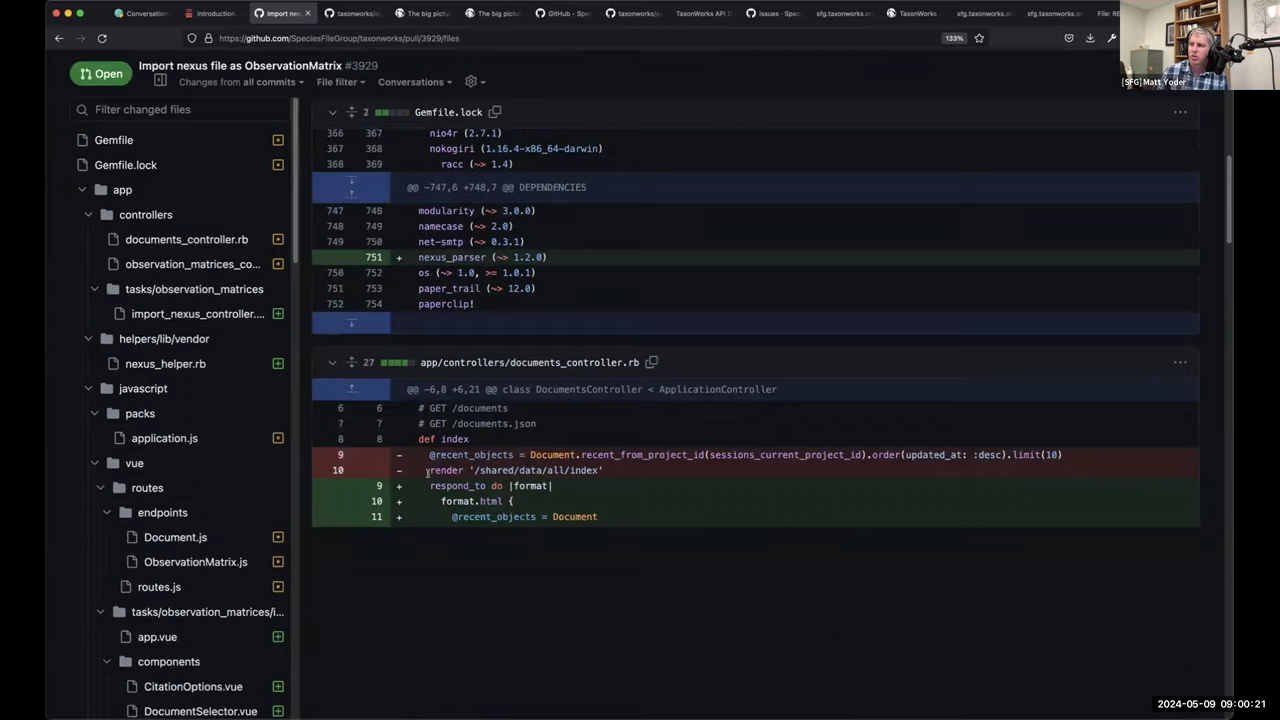 Conversatio
Introduction
Import nexu
taxonworks/
The big pictur
The big pictur
GitHub - Spe
taxonworks/
TaxonWorks API D
Issues - Spec
sfg.taxonworks.
TaxonWorks
sfg.taxonworks.or
sfg.taxonworks.or
File: RE
https://github.com/SpeciesFileGroup/taxonworks/pull/3929/files
133%
[SFG]Matt Yoder
Open
Import nexus file as ObservationMatrix #3929
Changes from all commits
File filter
Conversations
Filter changed files
Gemfile
Gemfile.lock
app
controllers
documents_controller.rb
observation_matrices_co...
tasks/observation_matrices
import_nexus_controller....
helpers/lib/vendor
nexus_helper.rb
javascript
packs
application.js
vue
routes
endpoints
Document.js
ObservationMatrix.js
routes.js
tasks/observation_matrices/i...
app.vue
components
CitationOptions.vue
DocumentSelector.vue
2 Gemfile.lock
366 367 nio4r (2.7.1)
367 368 nokogiri (1.16.4-x86_64-darwin)
368 369 racc (~> 1.4)
@@ -747,6 +748,7 @@ DEPENDENCIES
747 748 modularity (~> 3.0.0)
748 749 namecase (~> 2.0)
749 750 net-smtp (~> 0.3.1)
751 + nexus_parser (~> 1.2.0)
750 752 os (~> 1.0, >= 1.0.1)
751 753 paper_trail (~> 12.0)
752 754 paperclip!
27 app/controllers/documents_controller.rb
@@ -6,8 +6,21 @@ class DocumentsController < ApplicationController
6 6 # GET /documents
7 7 # GET /documents.json
8 8 def index
9 - @recent_objects = Document.recent_from_project_id(sessions_current_project_id).order(updated_at: :desc).limit(10)
10 - render '/shared/data/all/index'
9 + respond_to do |format|
10 + format.html {
11 + @recent_objects = Document
2024-05-09 09:00:21